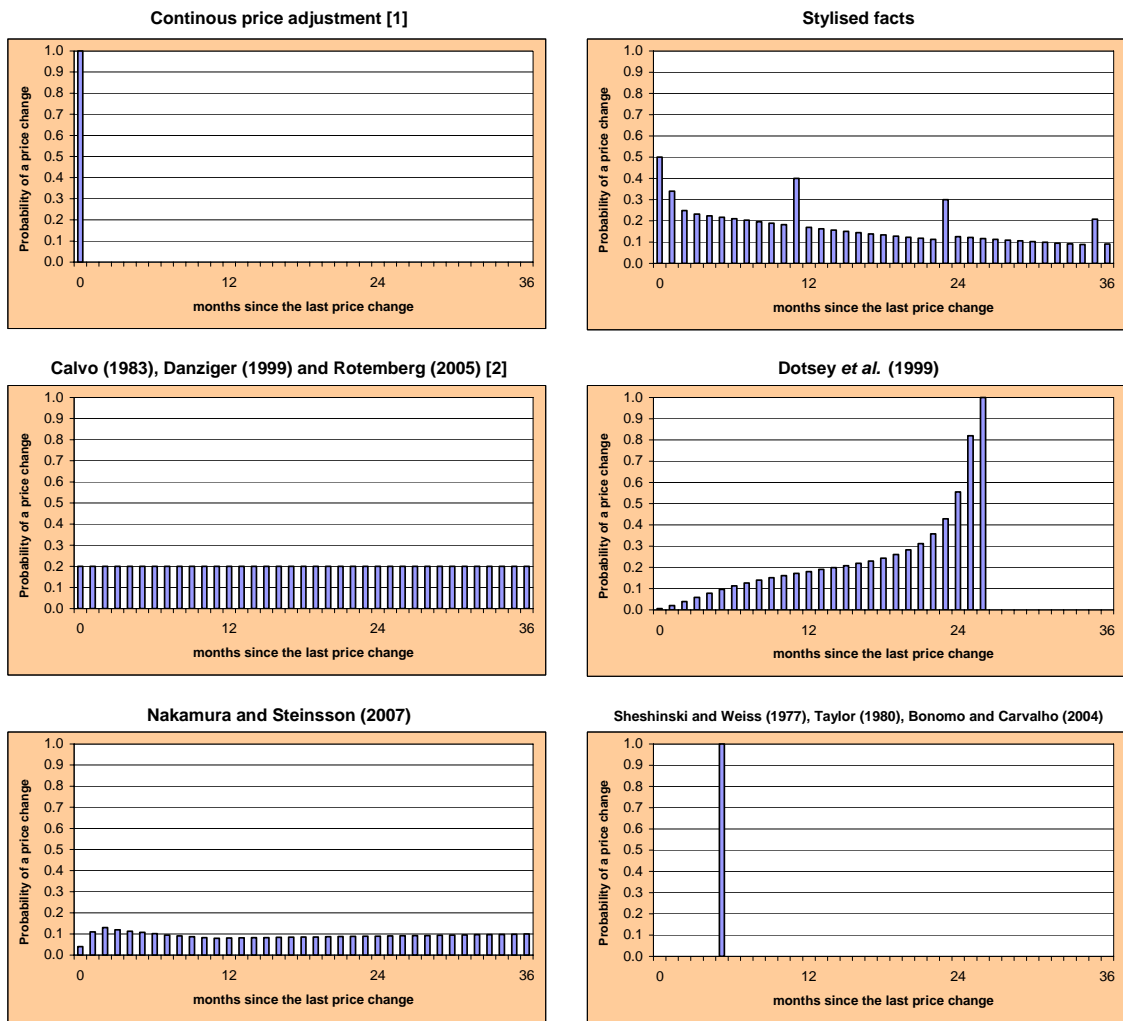 Continous price adjustment [1]
Probability of a price change
1.0
0.9
0.8
0.7
0.6
0.5
0.4
0.3
0.2
0.1
0.0
0 12 24 36
months since the last price change
Stylised facts
Probability of a price change
1.0
0.9
0.8
0.7
0.6
0.5
0.4
0.3
0.2
0.1
0.0
0 12 24 36
months since the last price change
Calvo (1983), Danziger (1999) and Rotemberg (2005) [2]
Probability of a price change
1.0
0.9
0.8
0.7
0.6
0.5
0.4
0.3
0.2
0.1
0.0
0 12 24 36
months since the last price change
Dotsey et al. (1999)
Probability of a price change
1.0
0.9
0.8
0.7
0.6
0.5
0.4
0.3
0.2
0.1
0.0
0 12 24 36
months since the last price change
Nakamura and Steinsson (2007)
Probability of a price change
1.0
0.9
0.8
0.7
0.6
0.5
0.4
0.3
0.2
0.1
0.0
0 12 24 36
months since the last price change
Sheshinski and Weiss (1977), Taylor (1980), Bonomo and Carvalho (2004)
Probability of a price change
1.0
0.9
0.8
0.7
0.6
0.5
0.4
0.3
0.2
0.1
0.0
0 12 24 36
months since the last price change